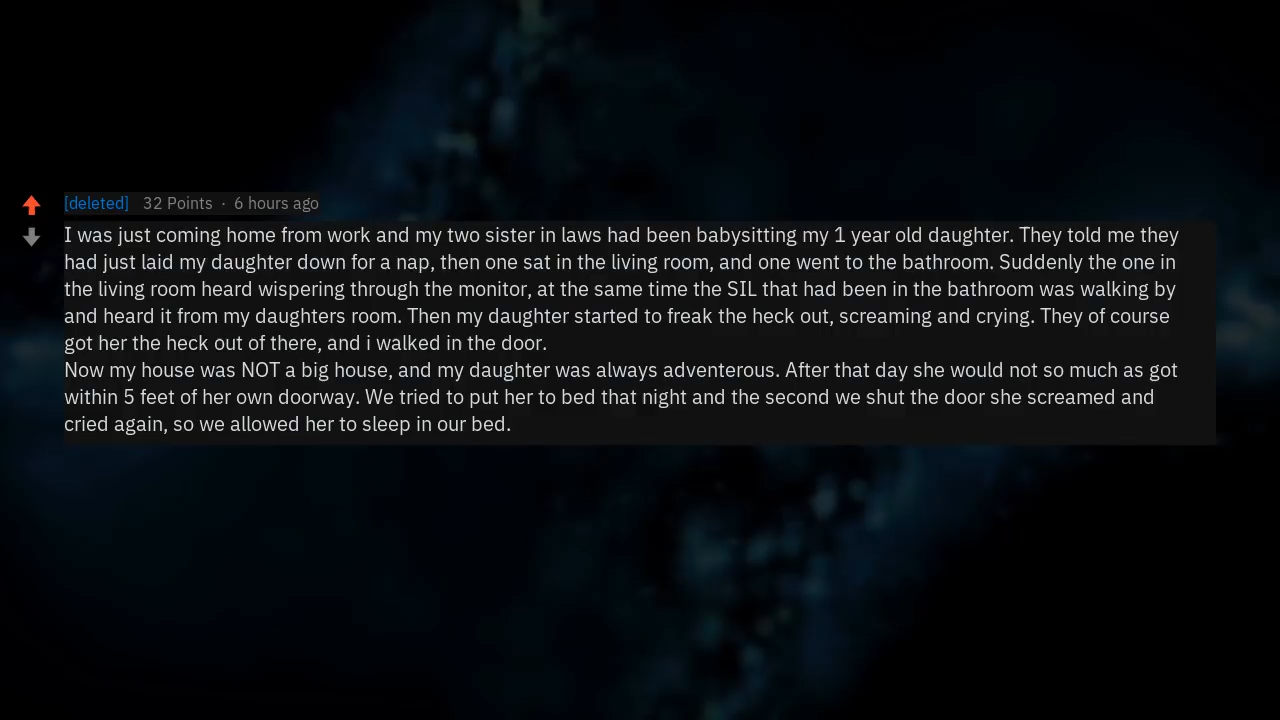 [deleted] 32 Points · 6 hours ago
I was just coming home from work and my two sister in laws had been babysitting my 1 year old daughter. They told me they
had just laid my daughter down for a nap, then one sat in the living room, and one went to the bathroom. Suddenly the one in
the living room heard wispering through the monitor, at the same time the SIL that had been in the bathroom was walking by
and heard it from my daughters room. Then my daughter started to freak the heck out, screaming and crying. They of course
got her the heck out of there, and i walked in the door.
Now my house was NOT a big house, and my daughter was always adventerous. After that day she would not so much as got
within 5 feet of her own doorway. We tried to put her to bed that night and the second we shut the door she screamed and
cried again, so we allowed her to sleep in our bed.